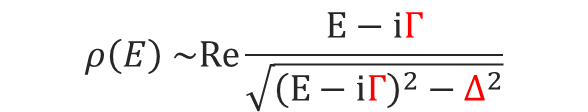 ρ(E) ~Re (E − iΓ) / √((E − iΓ)² − Δ²)